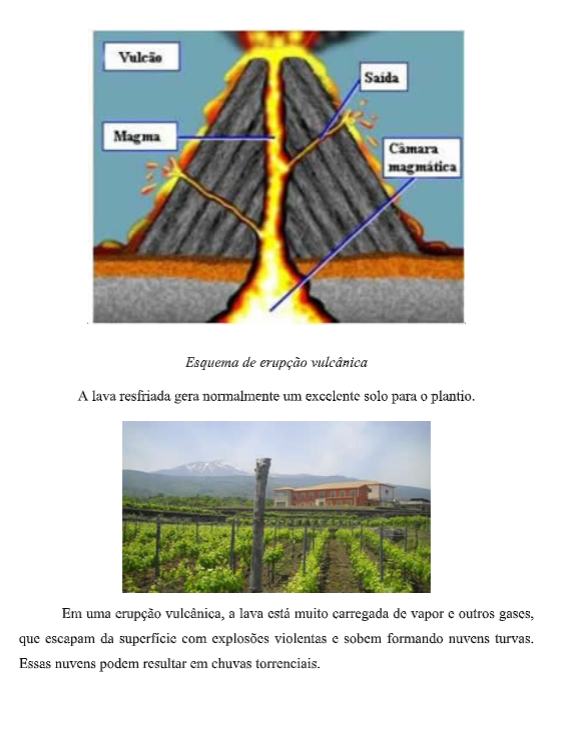 Vulcão
Saída
Magma
Câmara
magmática
Esquema de erupção vulcânica
A lava resfriada gera normalmente um excelente solo para o plantio.
Em uma erupção vulcânica, a lava está muito carregada de vapor e outros gases,
que escapam da superfície com explosões violentas e sobem formando nuvens turvas.
Essas nuvens podem resultar em chuvas torrenciais.